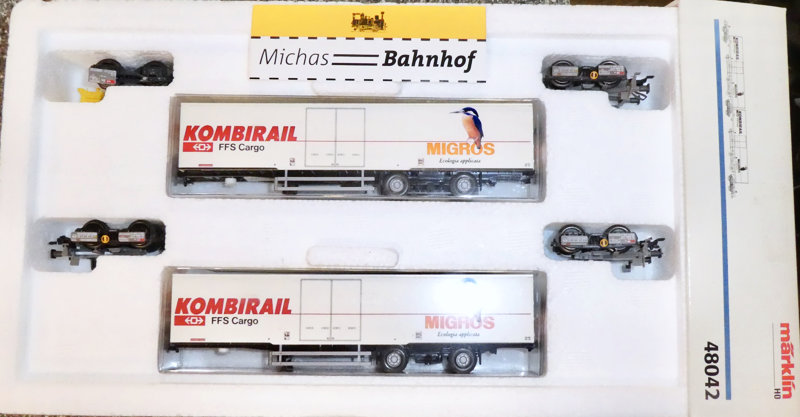 Michas Bahnhof
KOMBIRAIL
FFS Cargo
MIGROS
Ecologia applicata
KOMBIRAIL
FFS Cargo
MIGROS
Ecologia applicata
märklin
H0
48042